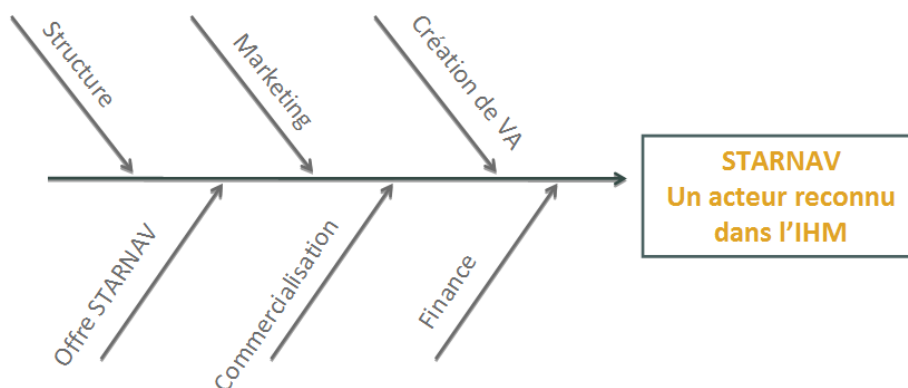 Structure
Marketing
Création de VA
STARNAV
Un acteur reconnu
dans l'IHM
Offre STARNAV
Commercialisation
Finance